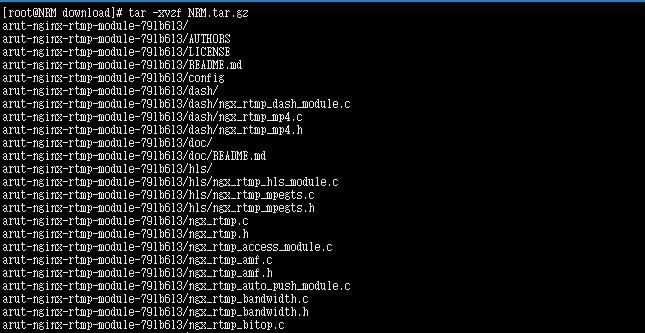 [root@NRM download]# tar -xvzf NRM.tar.gz
arut-nginx-rtmp-module-791b613/
arut-nginx-rtmp-module-791b613/AUTHORS
arut-nginx-rtmp-module-791b613/LICENSE
arut-nginx-rtmp-module-791b613/README.md
arut-nginx-rtmp-module-791b613/config
arut-nginx-rtmp-module-791b613/dash/
arut-nginx-rtmp-module-791b613/dash/ngx_rtmp_dash_module.c
arut-nginx-rtmp-module-791b613/dash/ngx_rtmp_mp4.c
arut-nginx-rtmp-module-791b613/dash/ngx_rtmp_mp4.h
arut-nginx-rtmp-module-791b613/doc/
arut-nginx-rtmp-module-791b613/doc/README.md
arut-nginx-rtmp-module-791b613/hls/
arut-nginx-rtmp-module-791b613/hls/ngx_rtmp_hls_module.c
arut-nginx-rtmp-module-791b613/hls/ngx_rtmp_mpegts.c
arut-nginx-rtmp-module-791b613/hls/ngx_rtmp_mpegts.h
arut-nginx-rtmp-module-791b613/ngx_rtmp.c
arut-nginx-rtmp-module-791b613/ngx_rtmp.h
arut-nginx-rtmp-module-791b613/ngx_rtmp_access_module.c
arut-nginx-rtmp-module-791b613/ngx_rtmp_amf.c
arut-nginx-rtmp-module-791b613/ngx_rtmp_amf.h
arut-nginx-rtmp-module-791b613/ngx_rtmp_auto_push_module.c
arut-nginx-rtmp-module-791b613/ngx_rtmp_bandwidth.c
arut-nginx-rtmp-module-791b613/ngx_rtmp_bandwidth.h
arut-nginx-rtmp-module-791b613/ngx_rtmp_bitop.c